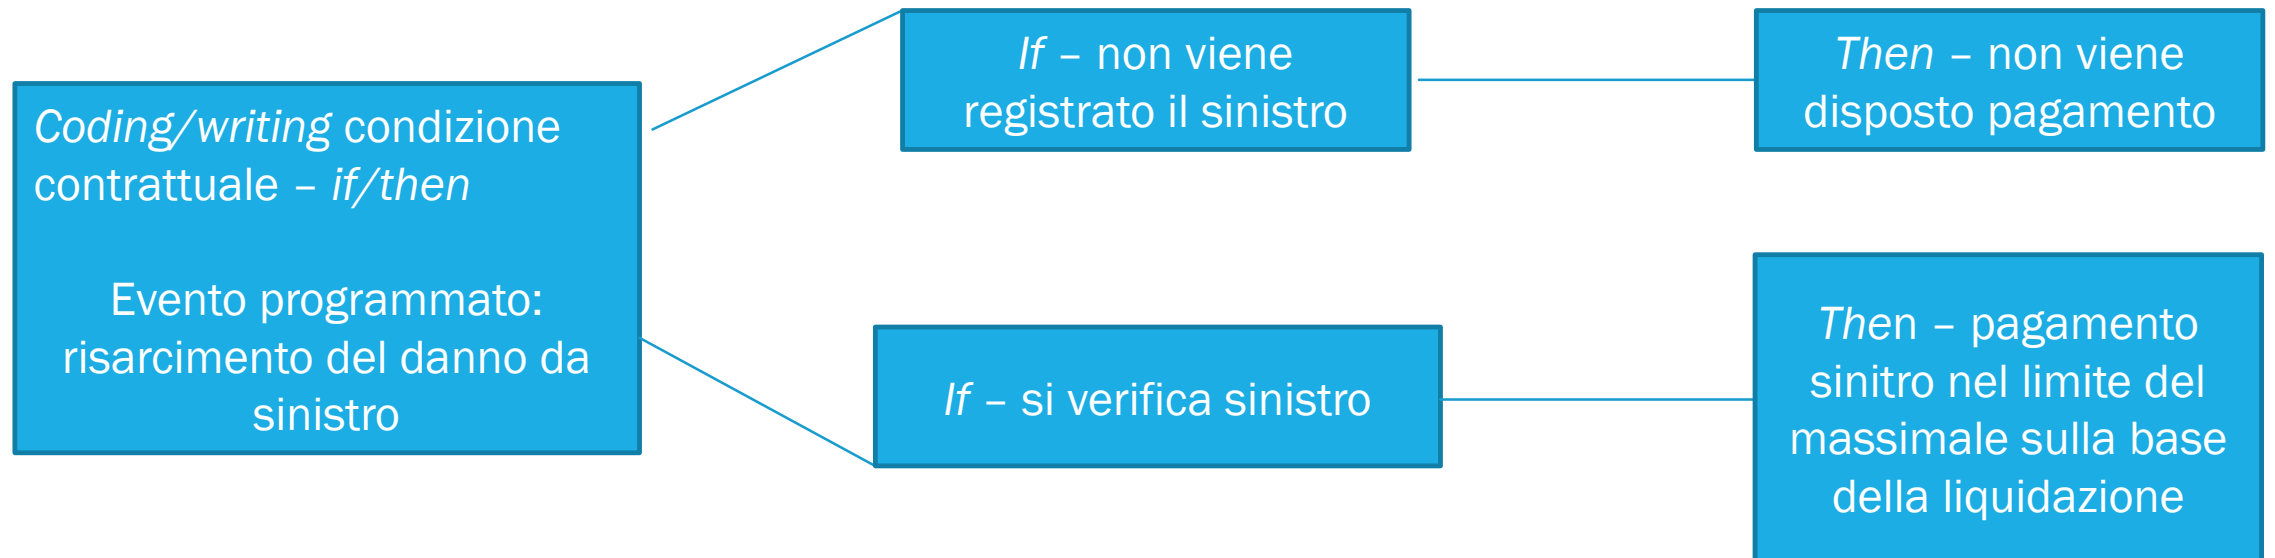 Coding/writing condizione
contrattuale – if/then
Evento programmato:
risarcimento del danno da
sinistro
If – non viene
registrato il sinistro
Then – non viene
disposto pagamento
If – si verifica sinistro
Then – pagamento
sinitro nel limite del
massimale sulla base
della liquidazione